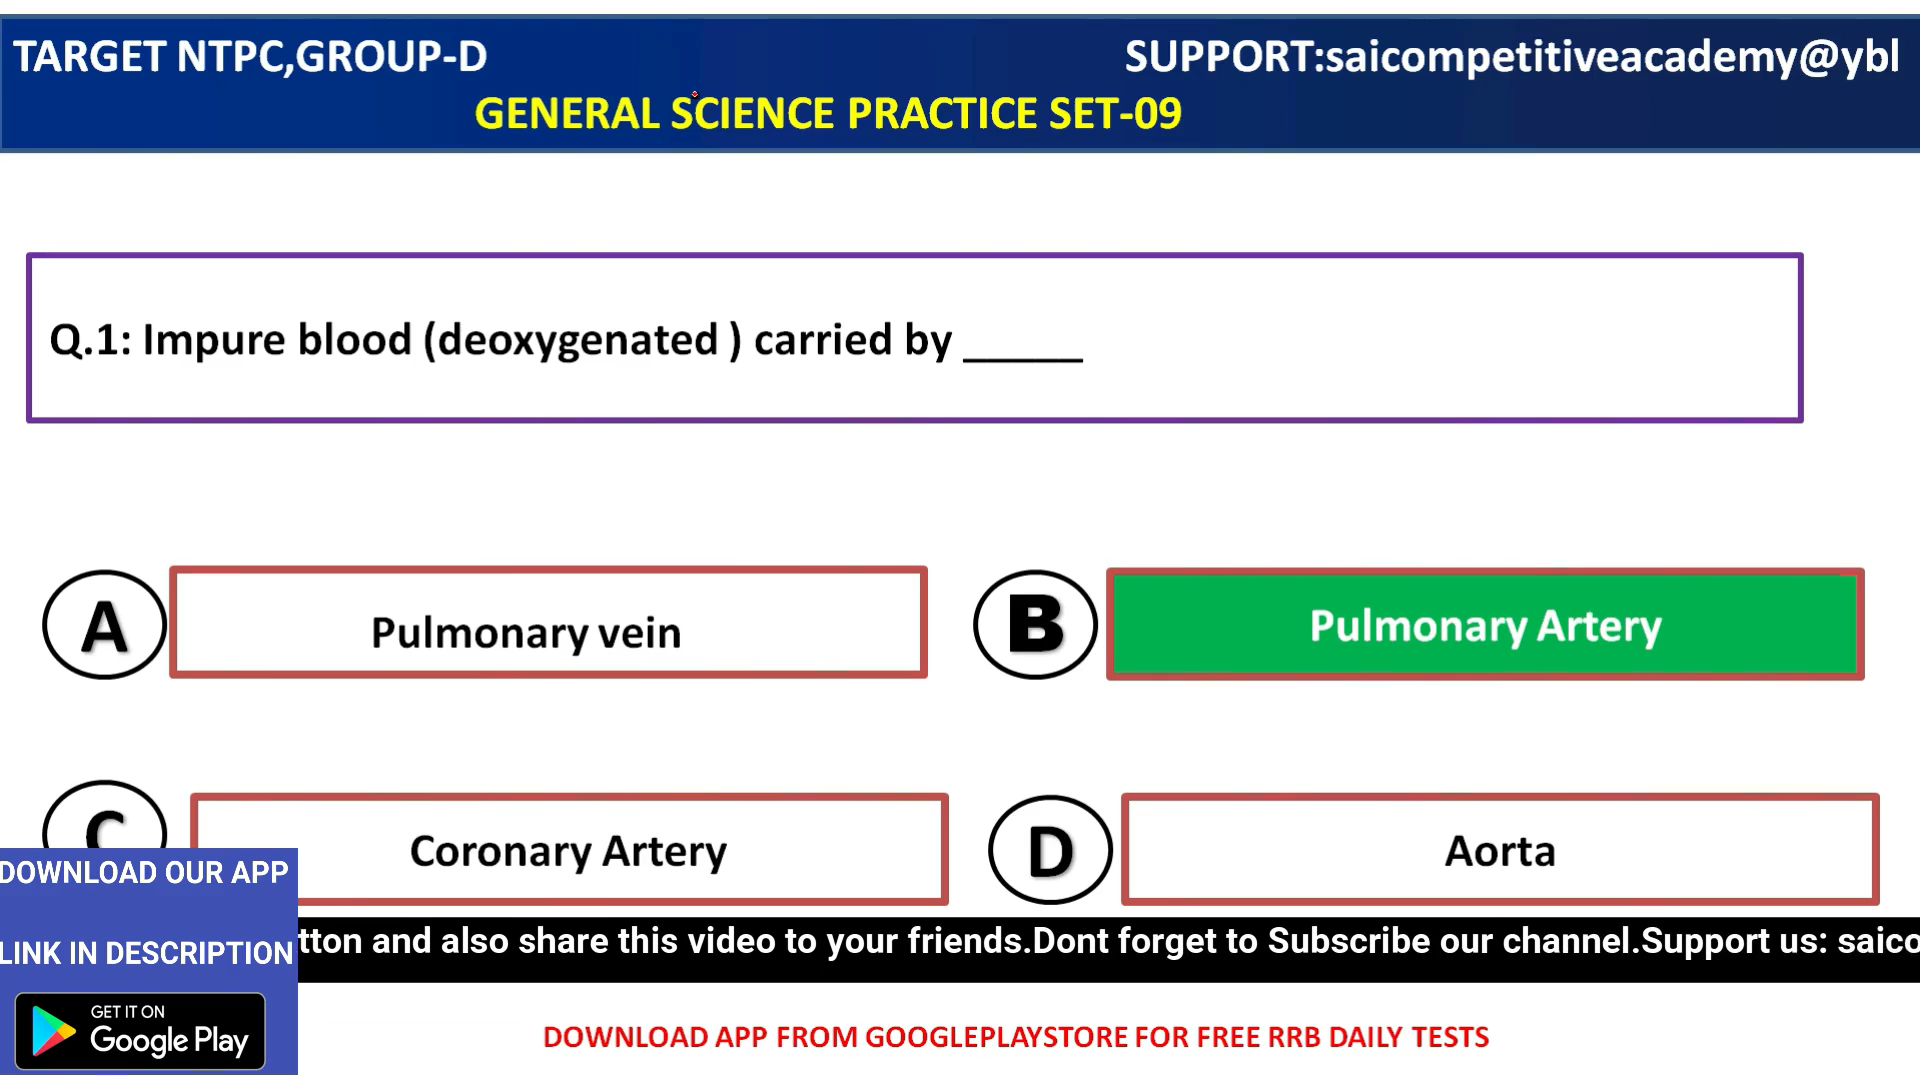 TARGET NTPC,GROUP-D
SUPPORT:saicompetitiveacademy@ybl
GENERAL SCIENCE PRACTICE SET-09
Q.1: Impure blood (deoxygenated ) carried by _____
A
Pulmonary vein
B
Pulmonary Artery
C
Coronary Artery
D
Aorta
DOWNLOAD OUR APP
LINK IN DESCRIPTION
tton and also share this video to your friends.Dont forget to Subscribe our channel.Support us: saico
GET IT ON
Google Play
DOWNLOAD APP FROM GOOGLEPLAYSTORE FOR FREE RRB DAILY TESTS